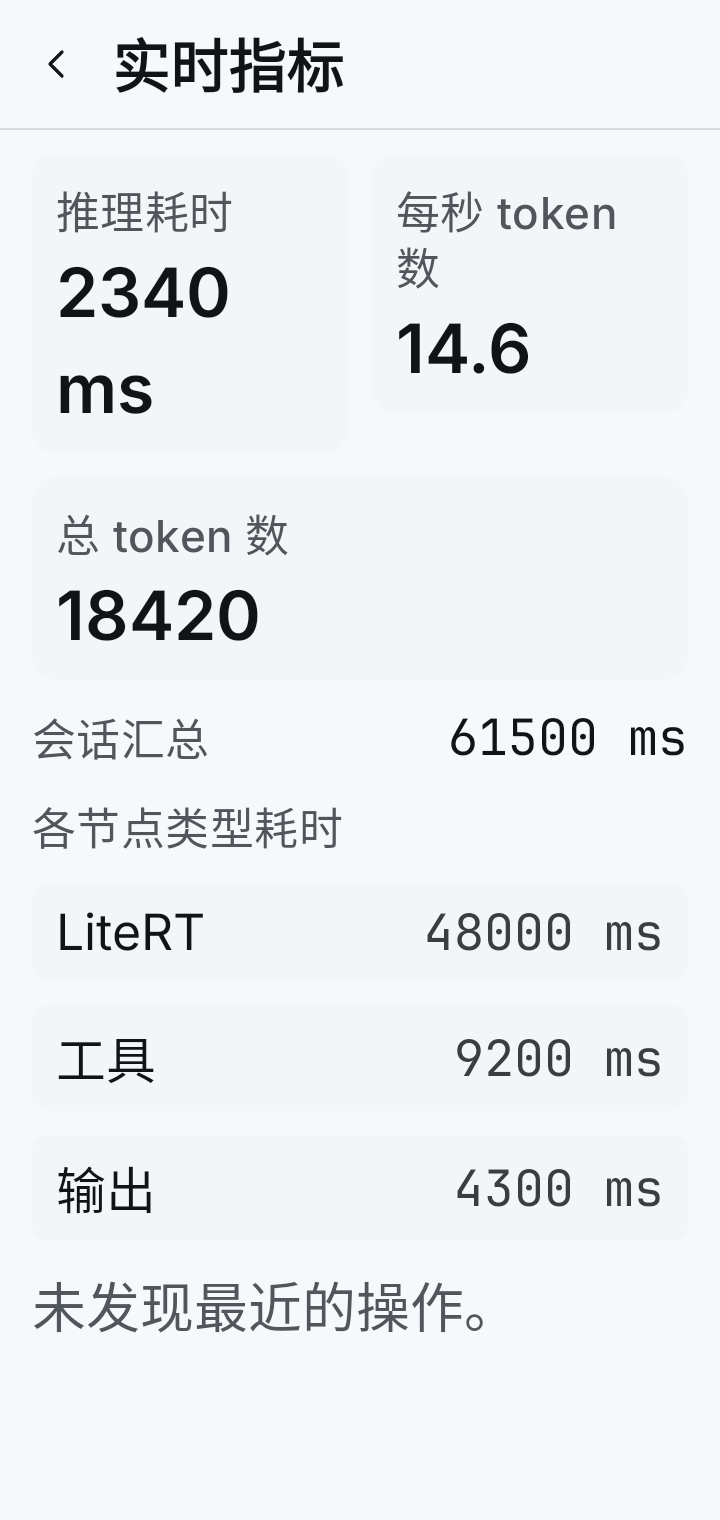 实时指标
推理耗时
2340
ms
每秒 token
数
14.6
总 token 数
18420
会话汇总 61500 ms
各节点类型耗时
LiteRT 48000 ms
工具 9200 ms
输出 4300 ms
未发现最近的操作。